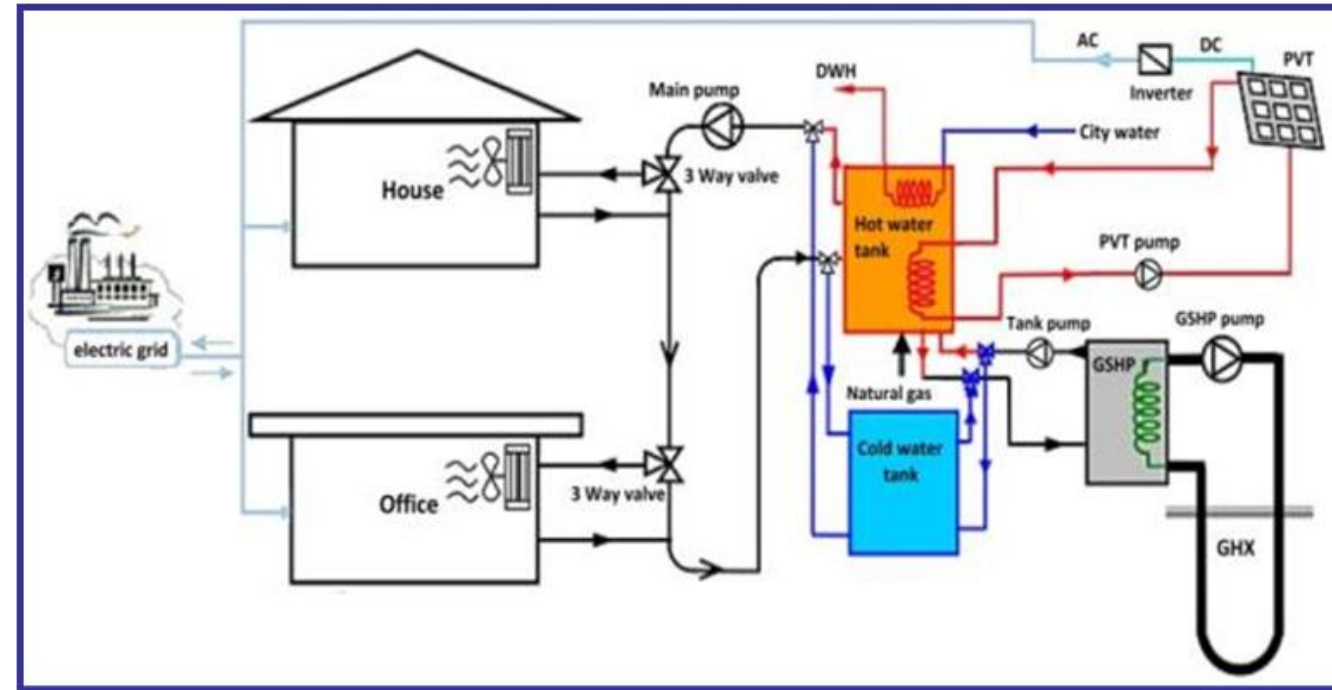 AC
DC
PVT
Inverter
DWH
Main pump
City water
3 Way valve
House
Hot water
tank
PVT pump
electric grid
Tank pump
GSHP pump
GSHP
Natural gas
Cold water
tank
3 Way valve
Office
GHX